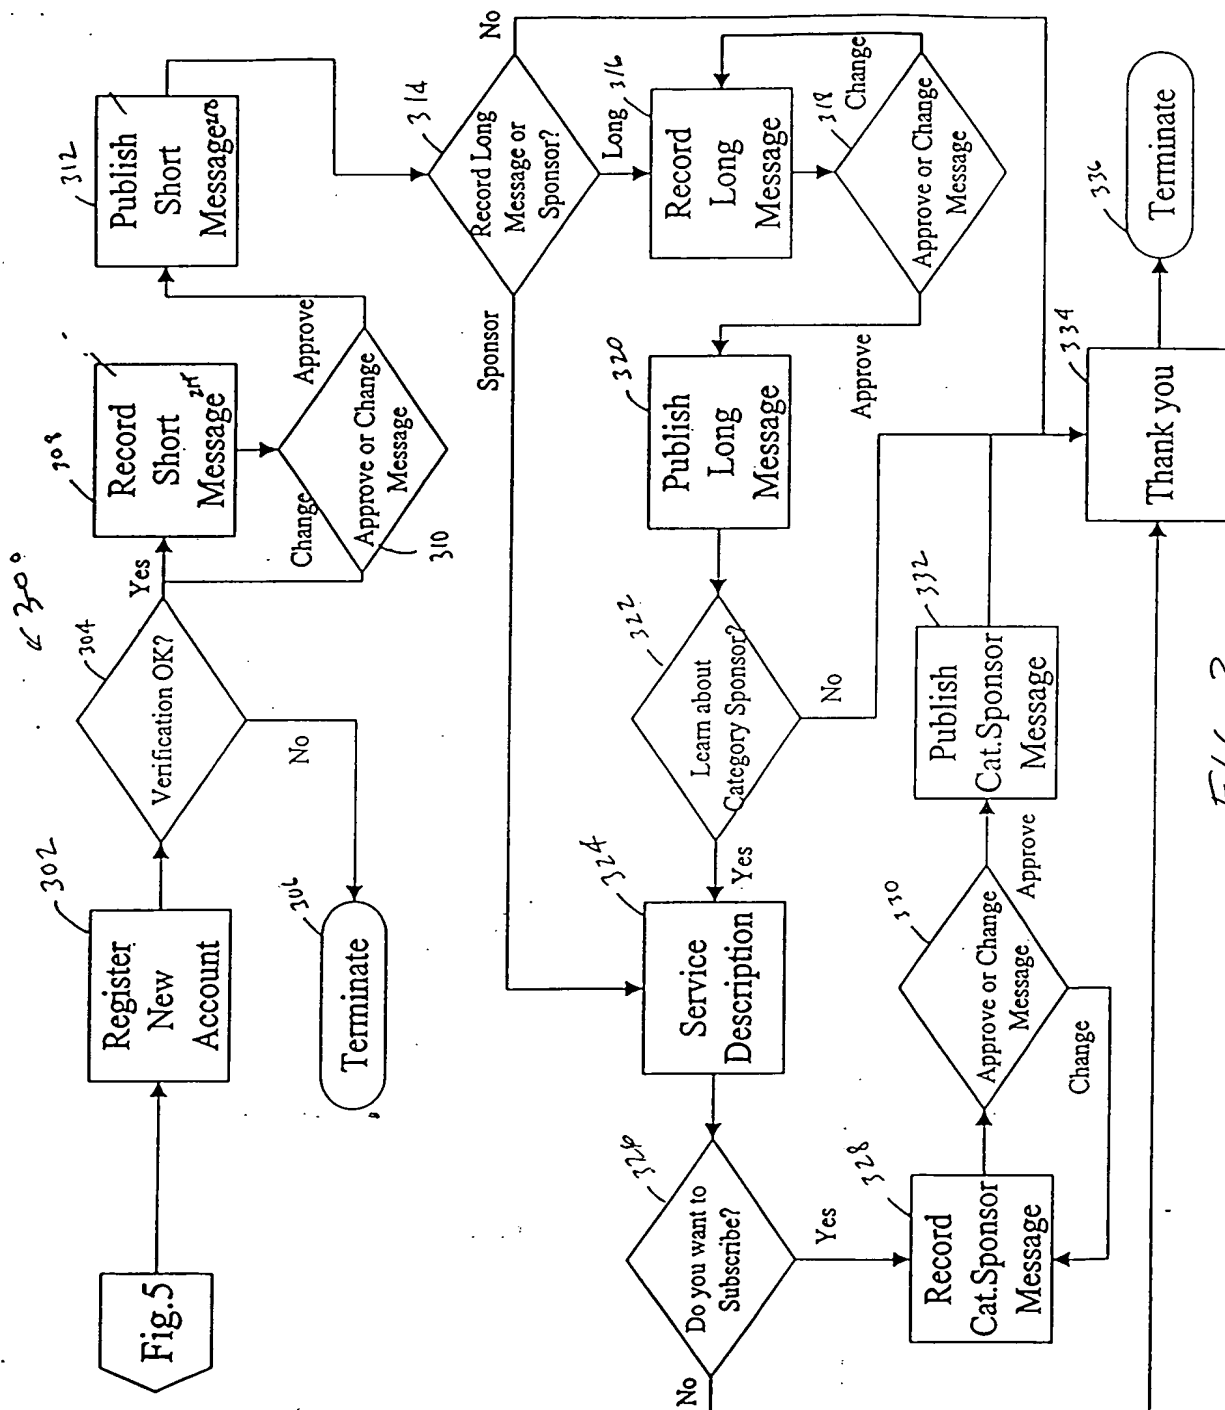 300
Fig.5
302
Register
New
Account
304
Verification OK?
Yes
No
306
Terminate
308
Record
Short
Message
310
Approve or Change
Message
Change
Approve
312
Publish
Short
Message
314
Record Long
Message or
Sponsor?
No
Sponsor
Long
316
Record
Long
Message
318
Approve or Change
Message
Change
Approve
320
Publish
Long
Message
322
Learn about
Category Sponsor?
No
Yes
324
Service
Description
326
Do you want to
Subscribe?
No
Yes
328
Record
Cat.Sponsor
Message
330
Approve or Change
Message
Change
Approve
332
Publish
Cat.Sponsor
Message
334
Thank you
336
Terminate